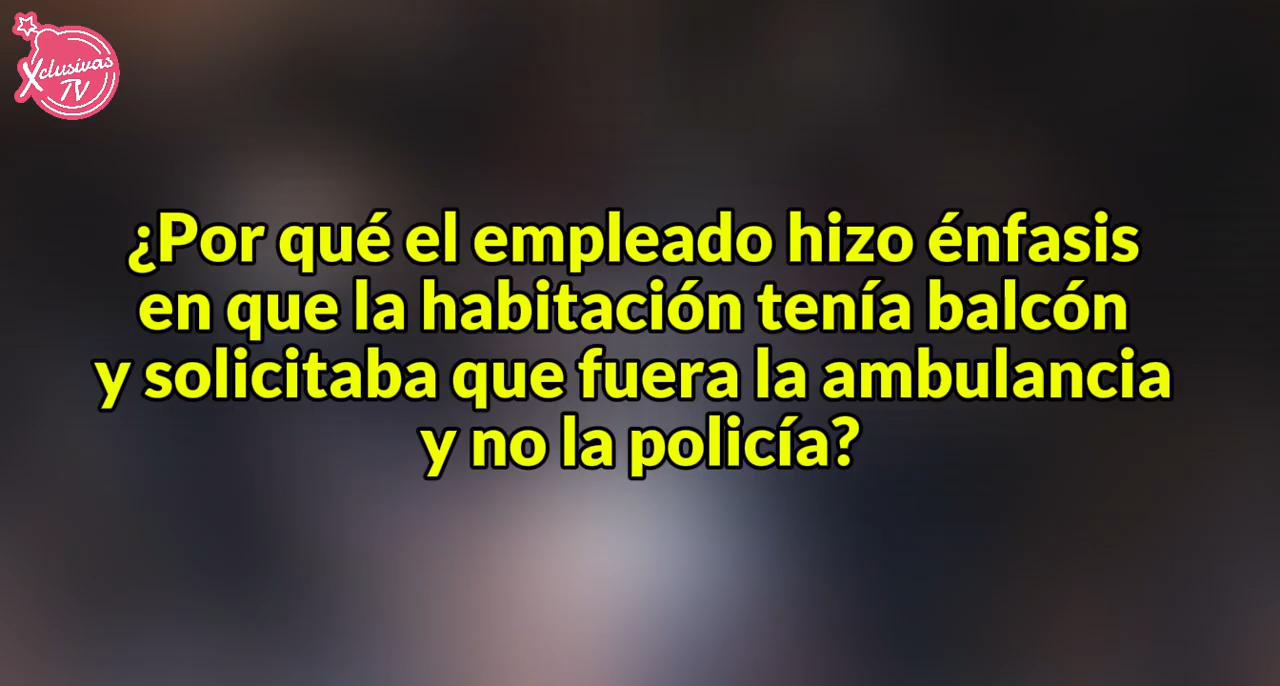 Xclusivas
TV
¿Por qué el empleado hizo énfasis
en que la habitación tenía balcón
y solicitaba que fuera la ambulancia
y no la policía?